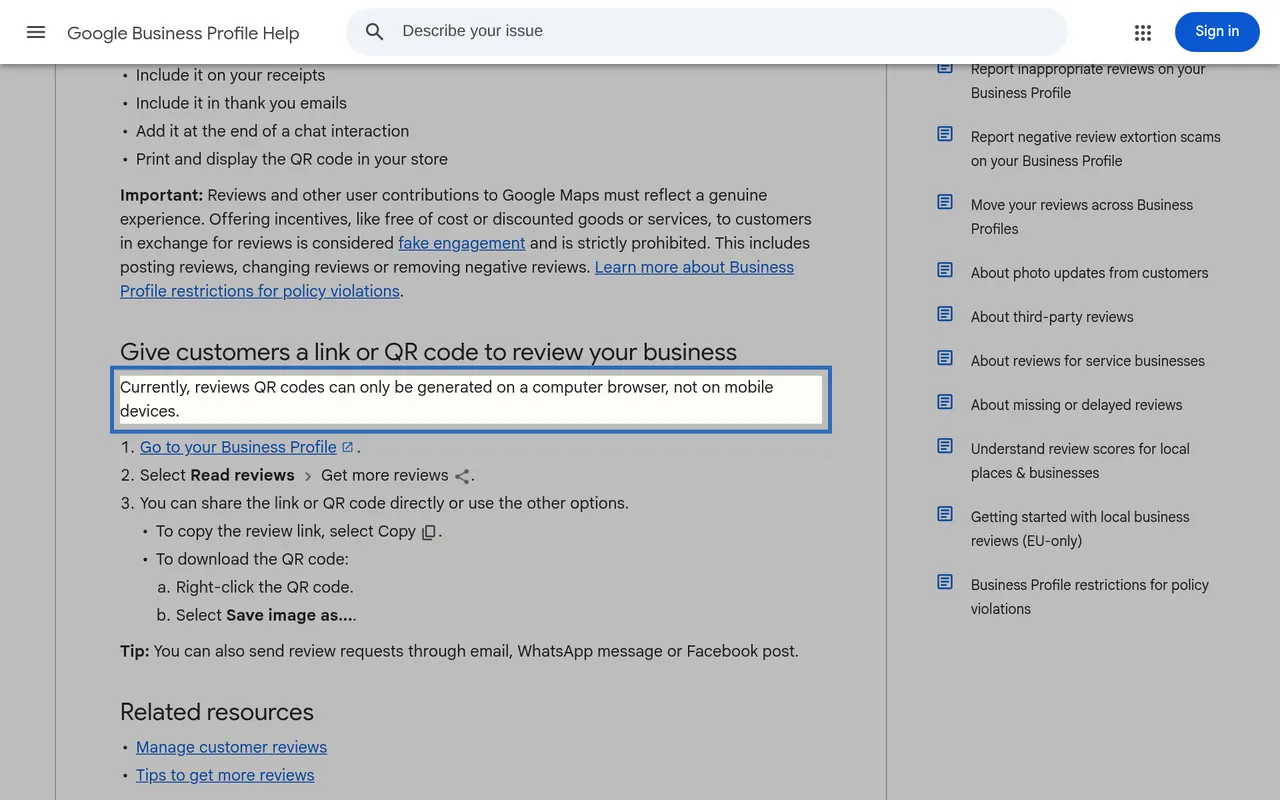 Google Business Profile Help
Describe your issue
Sign in
• Include it on your receipts
• Include it in thank you emails
• Add it at the end of a chat interaction
• Print and display the QR code in your store
Important: Reviews and other user contributions to Google Maps must reflect a genuine
experience. Offering incentives, like free of cost or discounted goods or services, to customers
in exchange for reviews is considered fake engagement and is strictly prohibited. This includes
posting reviews, changing reviews or removing negative reviews. Learn more about Business
Profile restrictions for policy violations.
Give customers a link or QR code to review your business
Currently, reviews QR codes can only be generated on a computer browser, not on mobile
devices.
1. Go to your Business Profile .
2. Select Read reviews > Get more reviews .
3. You can share the link or QR code directly or use the other options.
• To copy the review link, select Copy .
• To download the QR code:
a. Right-click the QR code.
b. Select Save image as....
Tip: You can also send review requests through email, WhatsApp message or Facebook post.
Related resources
• Manage customer reviews
• Tips to get more reviews
Report inappropriate reviews on your
Business Profile
Report negative review extortion scams
on your Business Profile
Move your reviews across Business
Profiles
About photo updates from customers
About third-party reviews
About reviews for service businesses
About missing or delayed reviews
Understand review scores for local
places & businesses
Getting started with local business
reviews (EU-only)
Business Profile restrictions for policy
violations